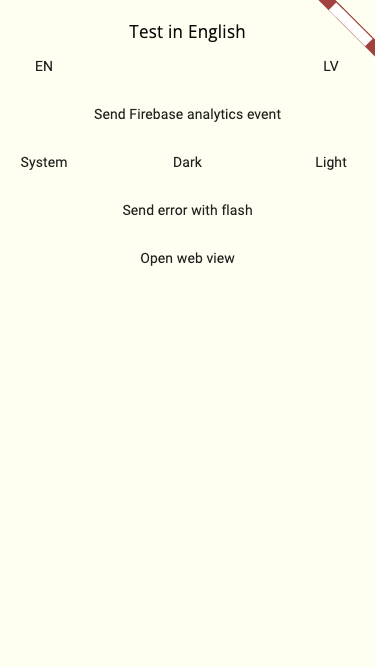 Test in English
EN LV
Send Firebase analytics event
System Dark Light
Send error with flash
Open web view